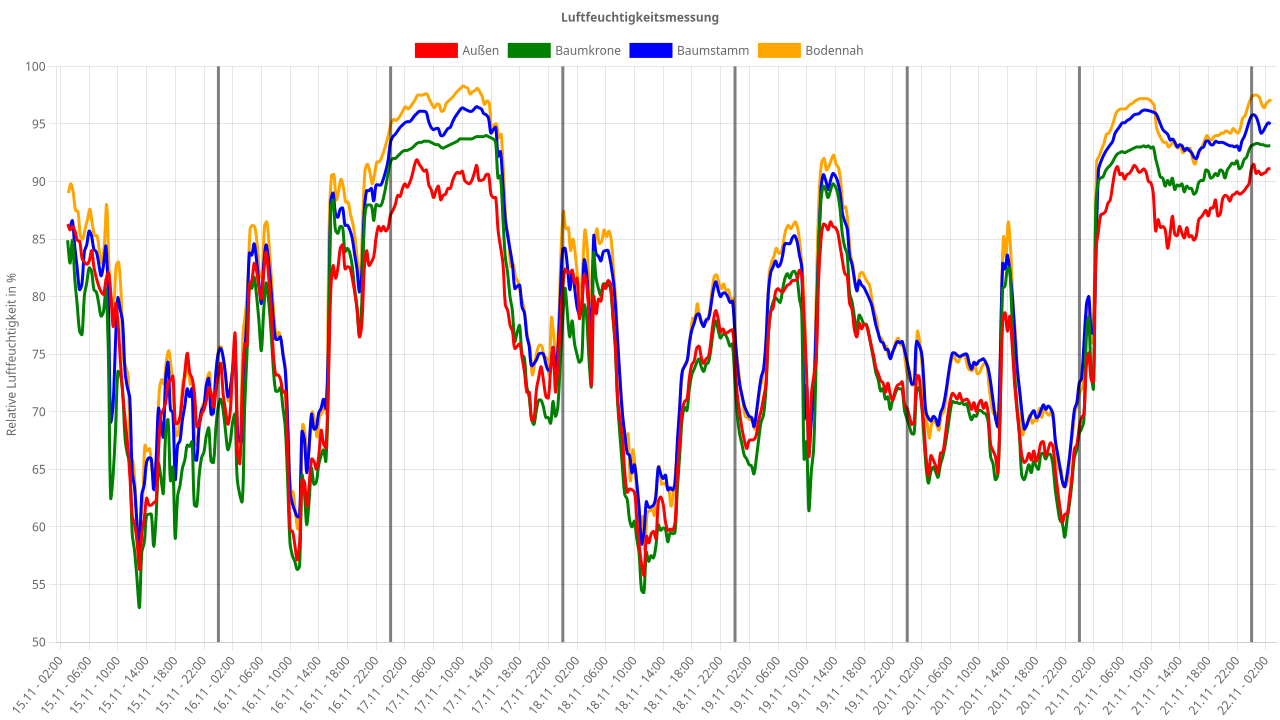 Luftfeuchtigkeitsmessung
Außen Baumkrone Baumstamm Bodennah
Relative Luftfeuchtigkeit in %
100
95
90
85
80
75
70
65
60
55
50
15.11 - 02:00
15.11 - 06:00
15.11 - 10:00
15.11 - 14:00
15.11 - 18:00
15.11 - 22:00
16.11 - 02:00
16.11 - 06:00
16.11 - 10:00
16.11 - 14:00
16.11 - 18:00
16.11 - 22:00
17.11 - 02:00
17.11 - 06:00
17.11 - 10:00
17.11 - 14:00
17.11 - 18:00
17.11 - 22:00
18.11 - 02:00
18.11 - 06:00
18.11 - 10:00
18.11 - 14:00
18.11 - 18:00
18.11 - 22:00
19.11 - 02:00
19.11 - 06:00
19.11 - 10:00
19.11 - 14:00
19.11 - 18:00
19.11 - 22:00
20.11 - 02:00
20.11 - 06:00
20.11 - 10:00
20.11 - 14:00
20.11 - 18:00
20.11 - 22:00
21.11 - 02:00
21.11 - 06:00
21.11 - 10:00
21.11 - 14:00
21.11 - 18:00
21.11 - 22:00
22.11 - 02:00